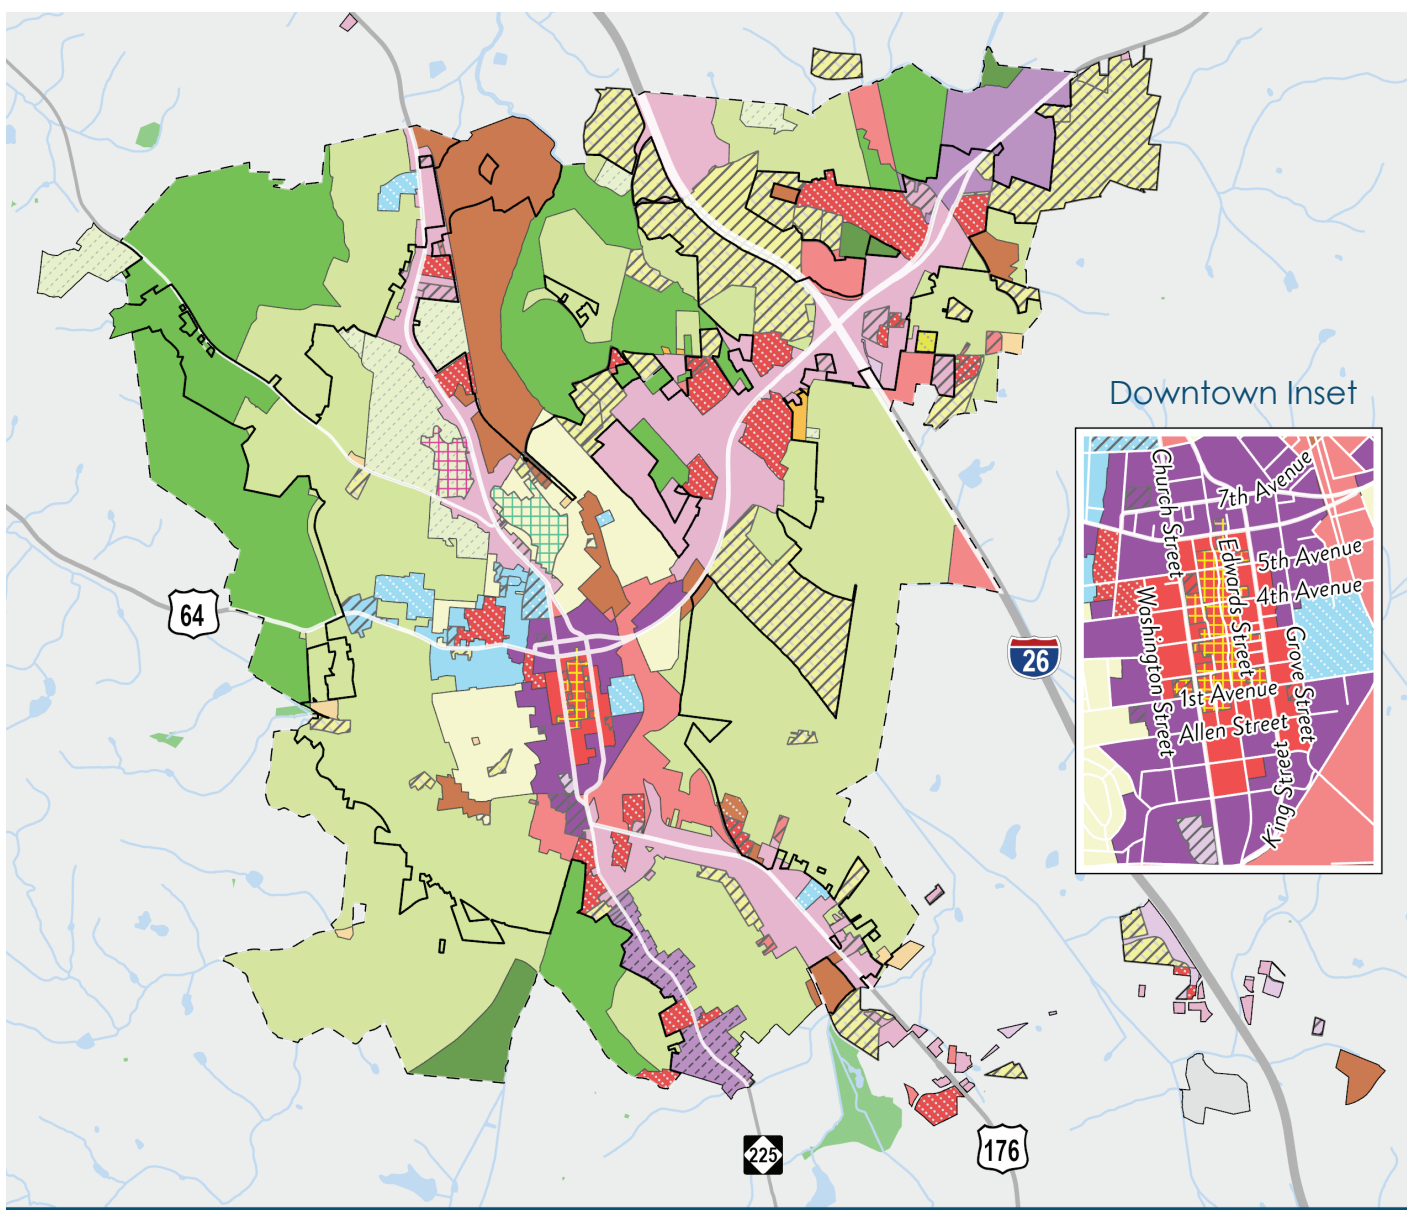 Downtown Inset
Church Street
7th Avenue
Edwards Street
5th Avenue
4th Avenue
Washington Street
Grove Street
1st Avenue
Allen Street
King Street
64
26
225
176